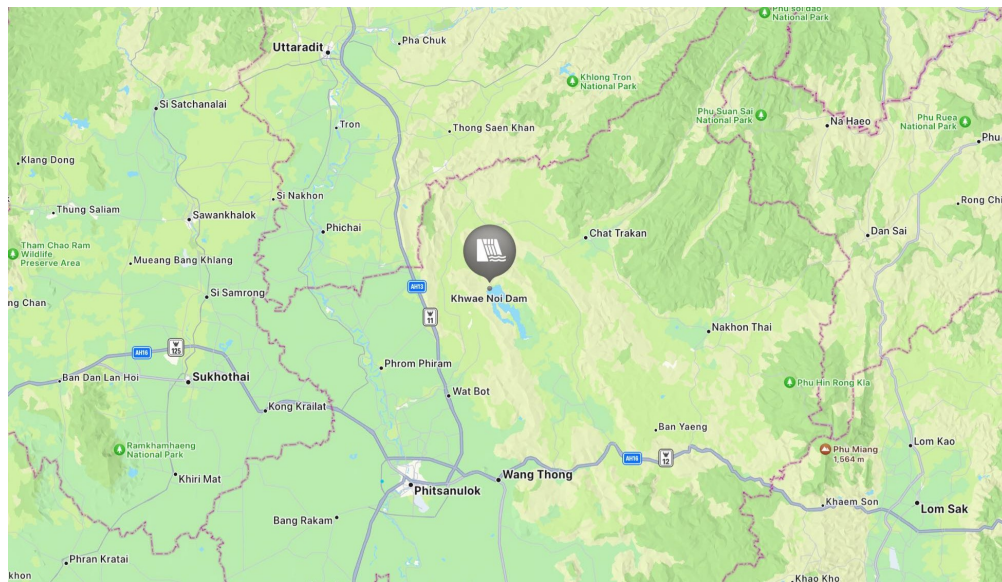 Phu soi dao
National Park
Uttaradit
Pha Chuk
Khlong Tron
National Park
Si Satchanalai
Phu Suan Sai
National Park
Na Haeo
Phu Ruea
National Park
Tron
Thong Saen Khan
Phu
Klang Dong
Si Nakhon
Rong Chi
Thung Saliam
Sawankhalok
Phichai
Chat Trakan
Dan Sai
Tham Chao Ram
Wildlife
Preserve Area
Mueang Bang Khlang
AH13
Khwae Noi Dam
ng Chan
Si Samrong
11
Nakhon Thai
AH16
125
Phrom Phiram
Ban Dan Lan Hoi
Sukhothai
Wat Bot
Phu Hin Rong Kla
Kong Krailat
Ban Yaeng
Ramkhamhaeng
National Park
Lom Kao
Phu Miang
1,564 m
AH16
12
Khiri Mat
Wang Thong
Phitsanulok
Khaem Son
Lom Sak
Bang Rakam
Phran Kratai
khon
Khao Kho